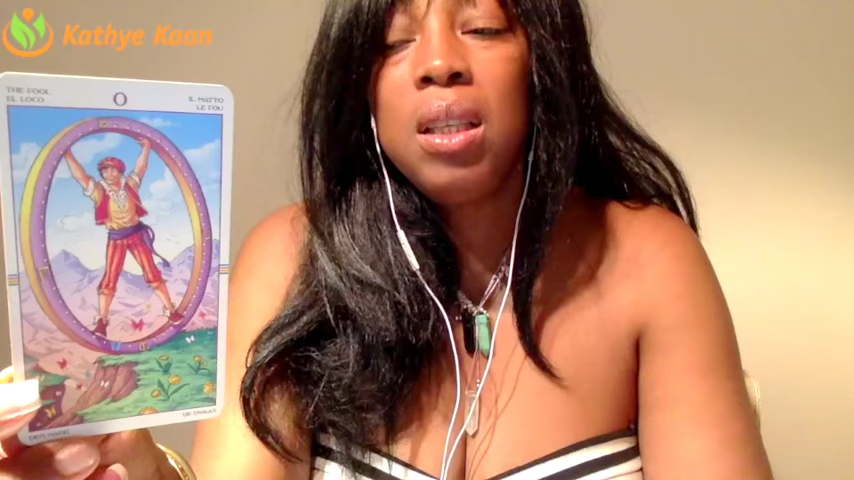 Kathye Kaan
THE FOOL
EL LOCO
0
IL MATTO
LE FOU